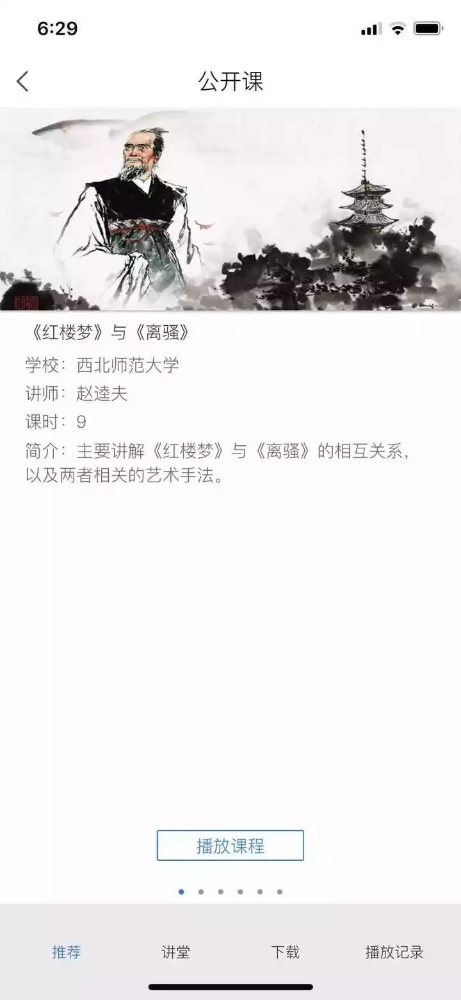 6:29
公开课
《红楼梦》与《离骚》
学校：西北师范大学
讲师：赵逵夫
课时：9
简介：主要讲解《红楼梦》与《离骚》的相互关系，
以及两者相关的艺术手法。
播放课程
推荐 讲堂 下载 播放记录